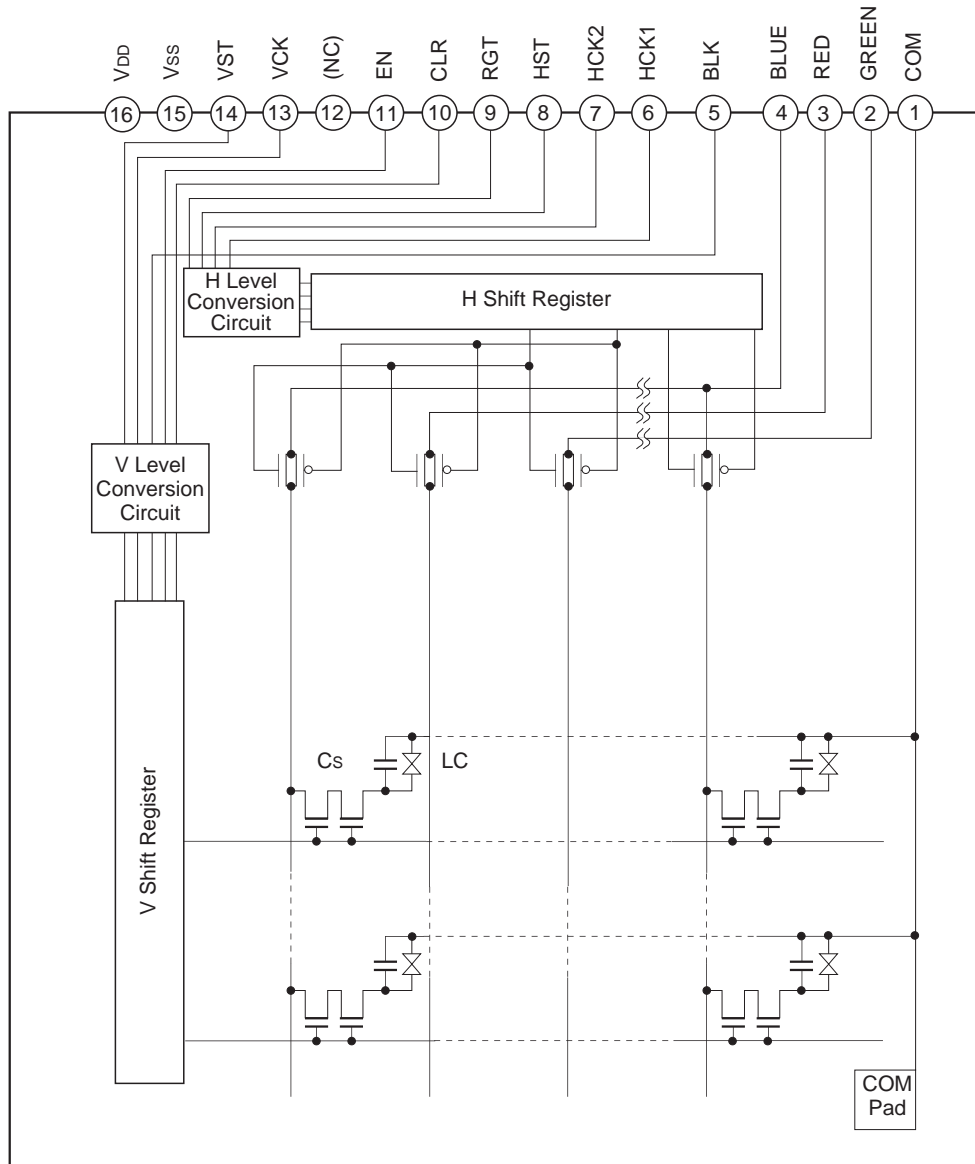 VDD
VSS
VST
VCK
(NC)
EN
CLR
RGT
HST
HCK2
HCK1
BLK
BLUE
RED
GREEN
COM
16
15
14
13
12
11
10
9
8
7
6
5
4
3
2
1
H Level
Conversion
Circuit
H Shift Register
V Level
Conversion
Circuit
V Shift Register
Cs
LC
COM
Pad